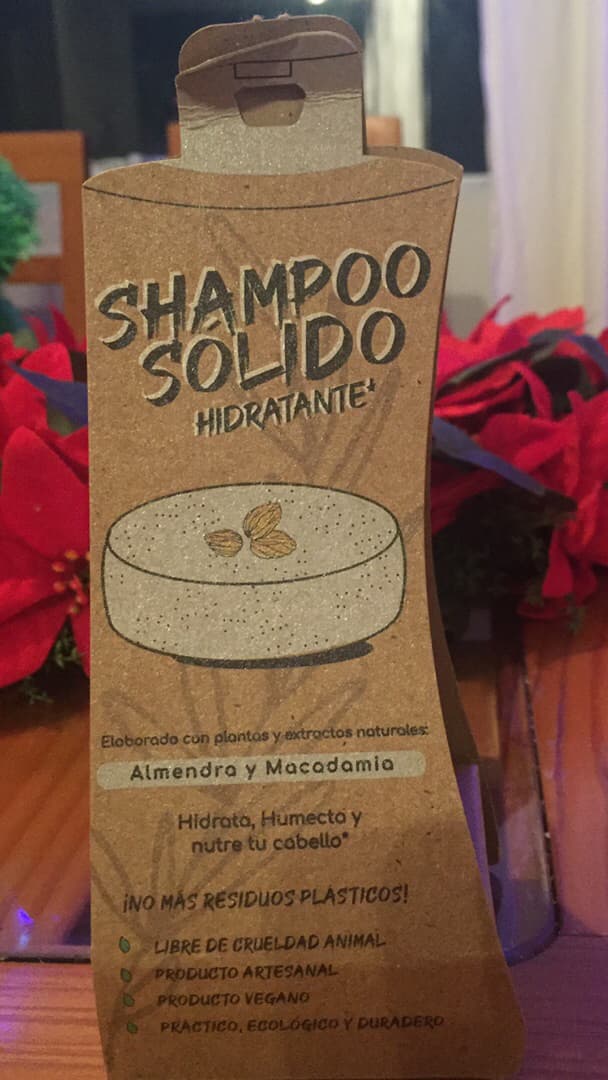 SHAMPOO
SÓLIDO
HIDRATANTE*
Elaborado con plantas y extractos naturales:
Almendra y Macadamia
Hidrata, Humecta y
nutre tu cabello*
¡NO MÁS RESIDUOS PLÁSTICOS!
LIBRE DE CRUELDAD ANIMAL
PRODUCTO ARTESANAL
PRODUCTO VEGANO
PRACTICO, ECOLÓGICO Y DURADERO